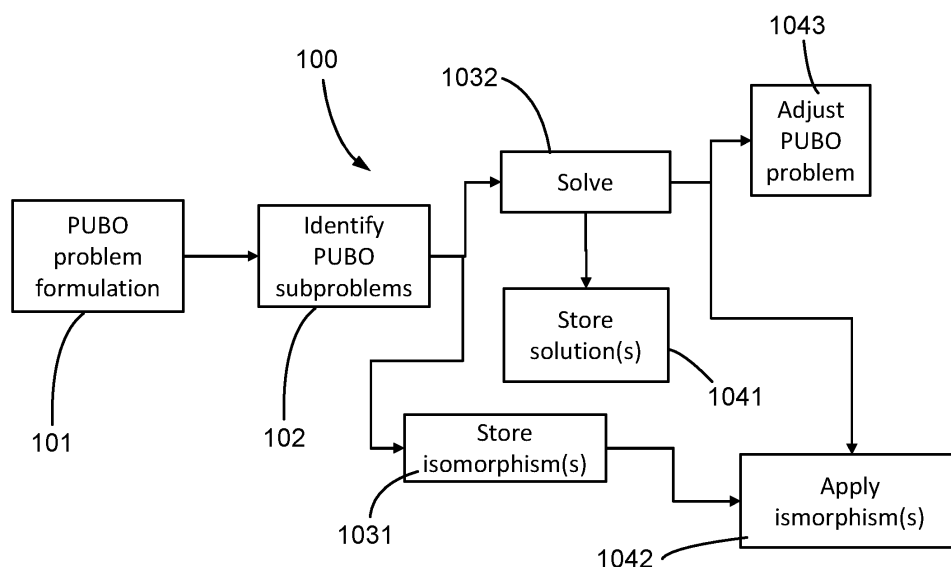 1043
100
1032
Adjust
PUBO
problem
Solve
PUBO
problem
formulation
Identify
PUBO
subproblems
Store
solution(s)
1041
101
102
Store
isomorphism(s)
1031
Apply
ismorphism(s)
1042